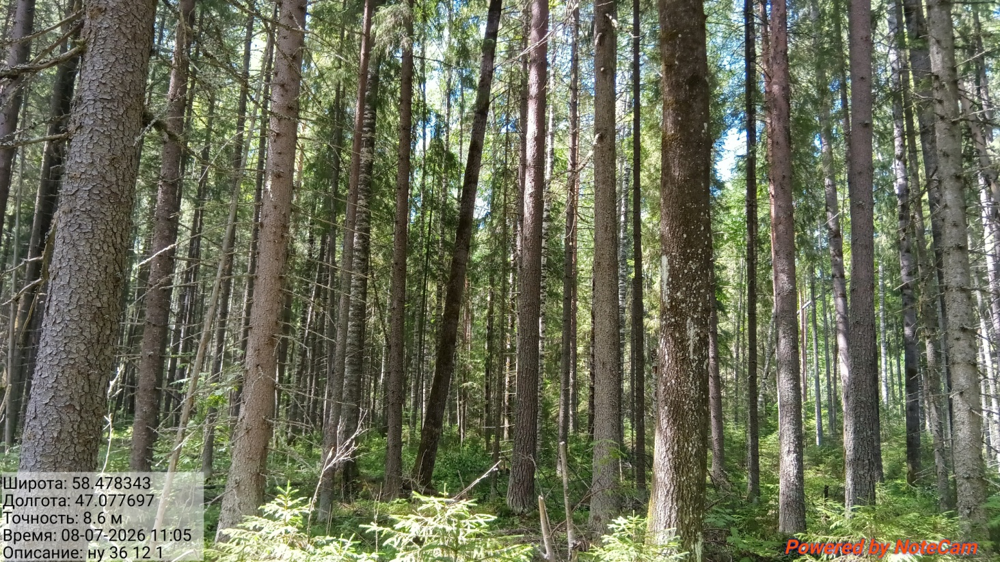 Широта: 58.478343
Долгота: 47.077697
Точность: 8.6 м
Время: 08-07-2026 11:05
Описание: ну 36 12 1
Powered by NoteCam